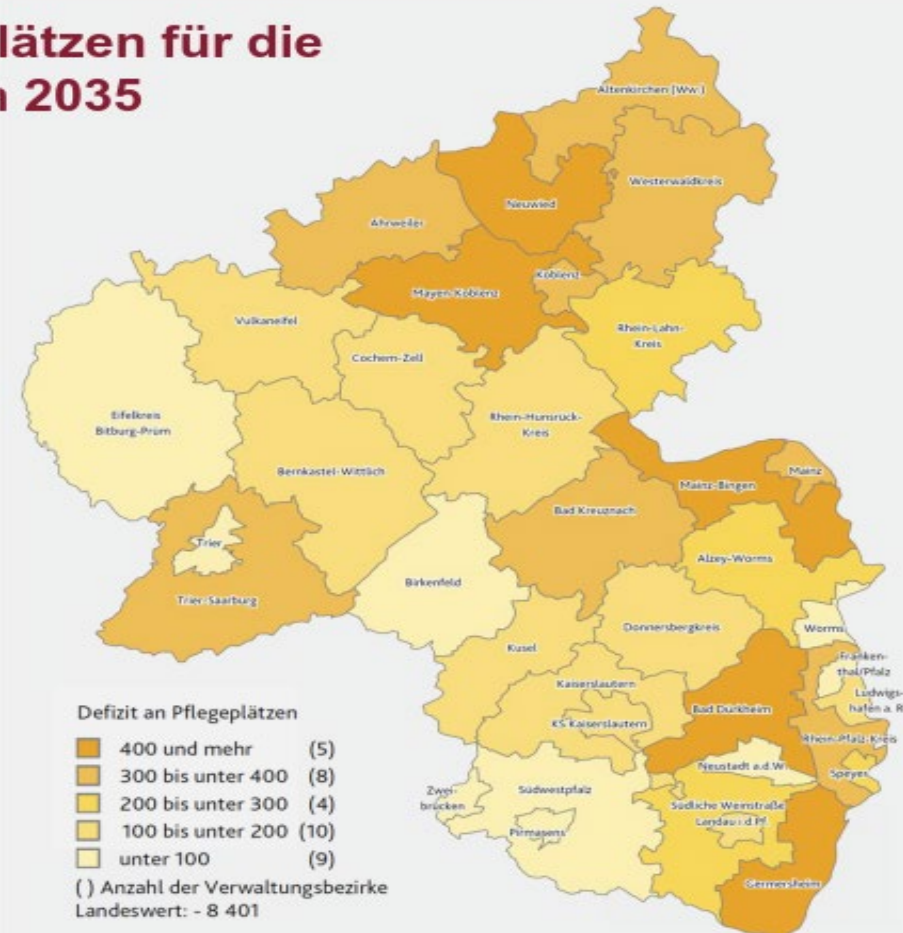 lätzen für die
2035
Altenkirchen (Ww.)
Westerwaldkreis
Neuwied
Ahrweiler
Koblenz
Mayen-Koblenz
Vulkaneifel
Rhein-Lahn-
Kreis
Cochem-Zell
Eifelkreis
Bitburg-Prüm
Rhein-Hunsrück-
Kreis
Bernkastel-Wittlich
Mainz
Mainz-Bingen
Bad Kreuznach
Trier
Alzey-Worms
Birkenfeld
Trier-Saarburg
Donnersbergkreis
Worms
Kusel
Franken-
thal/Pfalz
Kaiserslautern
Ludwigs-
hafen a. R
KS Kaiserslautern
Bad Dürkheim
Rhein-Pfalz-Kreis
Neustadt a.d.W.
Speyer
Zwei-
brücken
Südwestpfalz
Südliche Weinstraße
Landau i.d.Pf.
Pirmasens
Germersheim
Defizit an Pflegeplätzen
400 und mehr (5)
300 bis unter 400 (8)
200 bis unter 300 (4)
100 bis unter 200 (10)
unter 100 (9)
( ) Anzahl der Verwaltungsbezirke
Landeswert: - 8 401